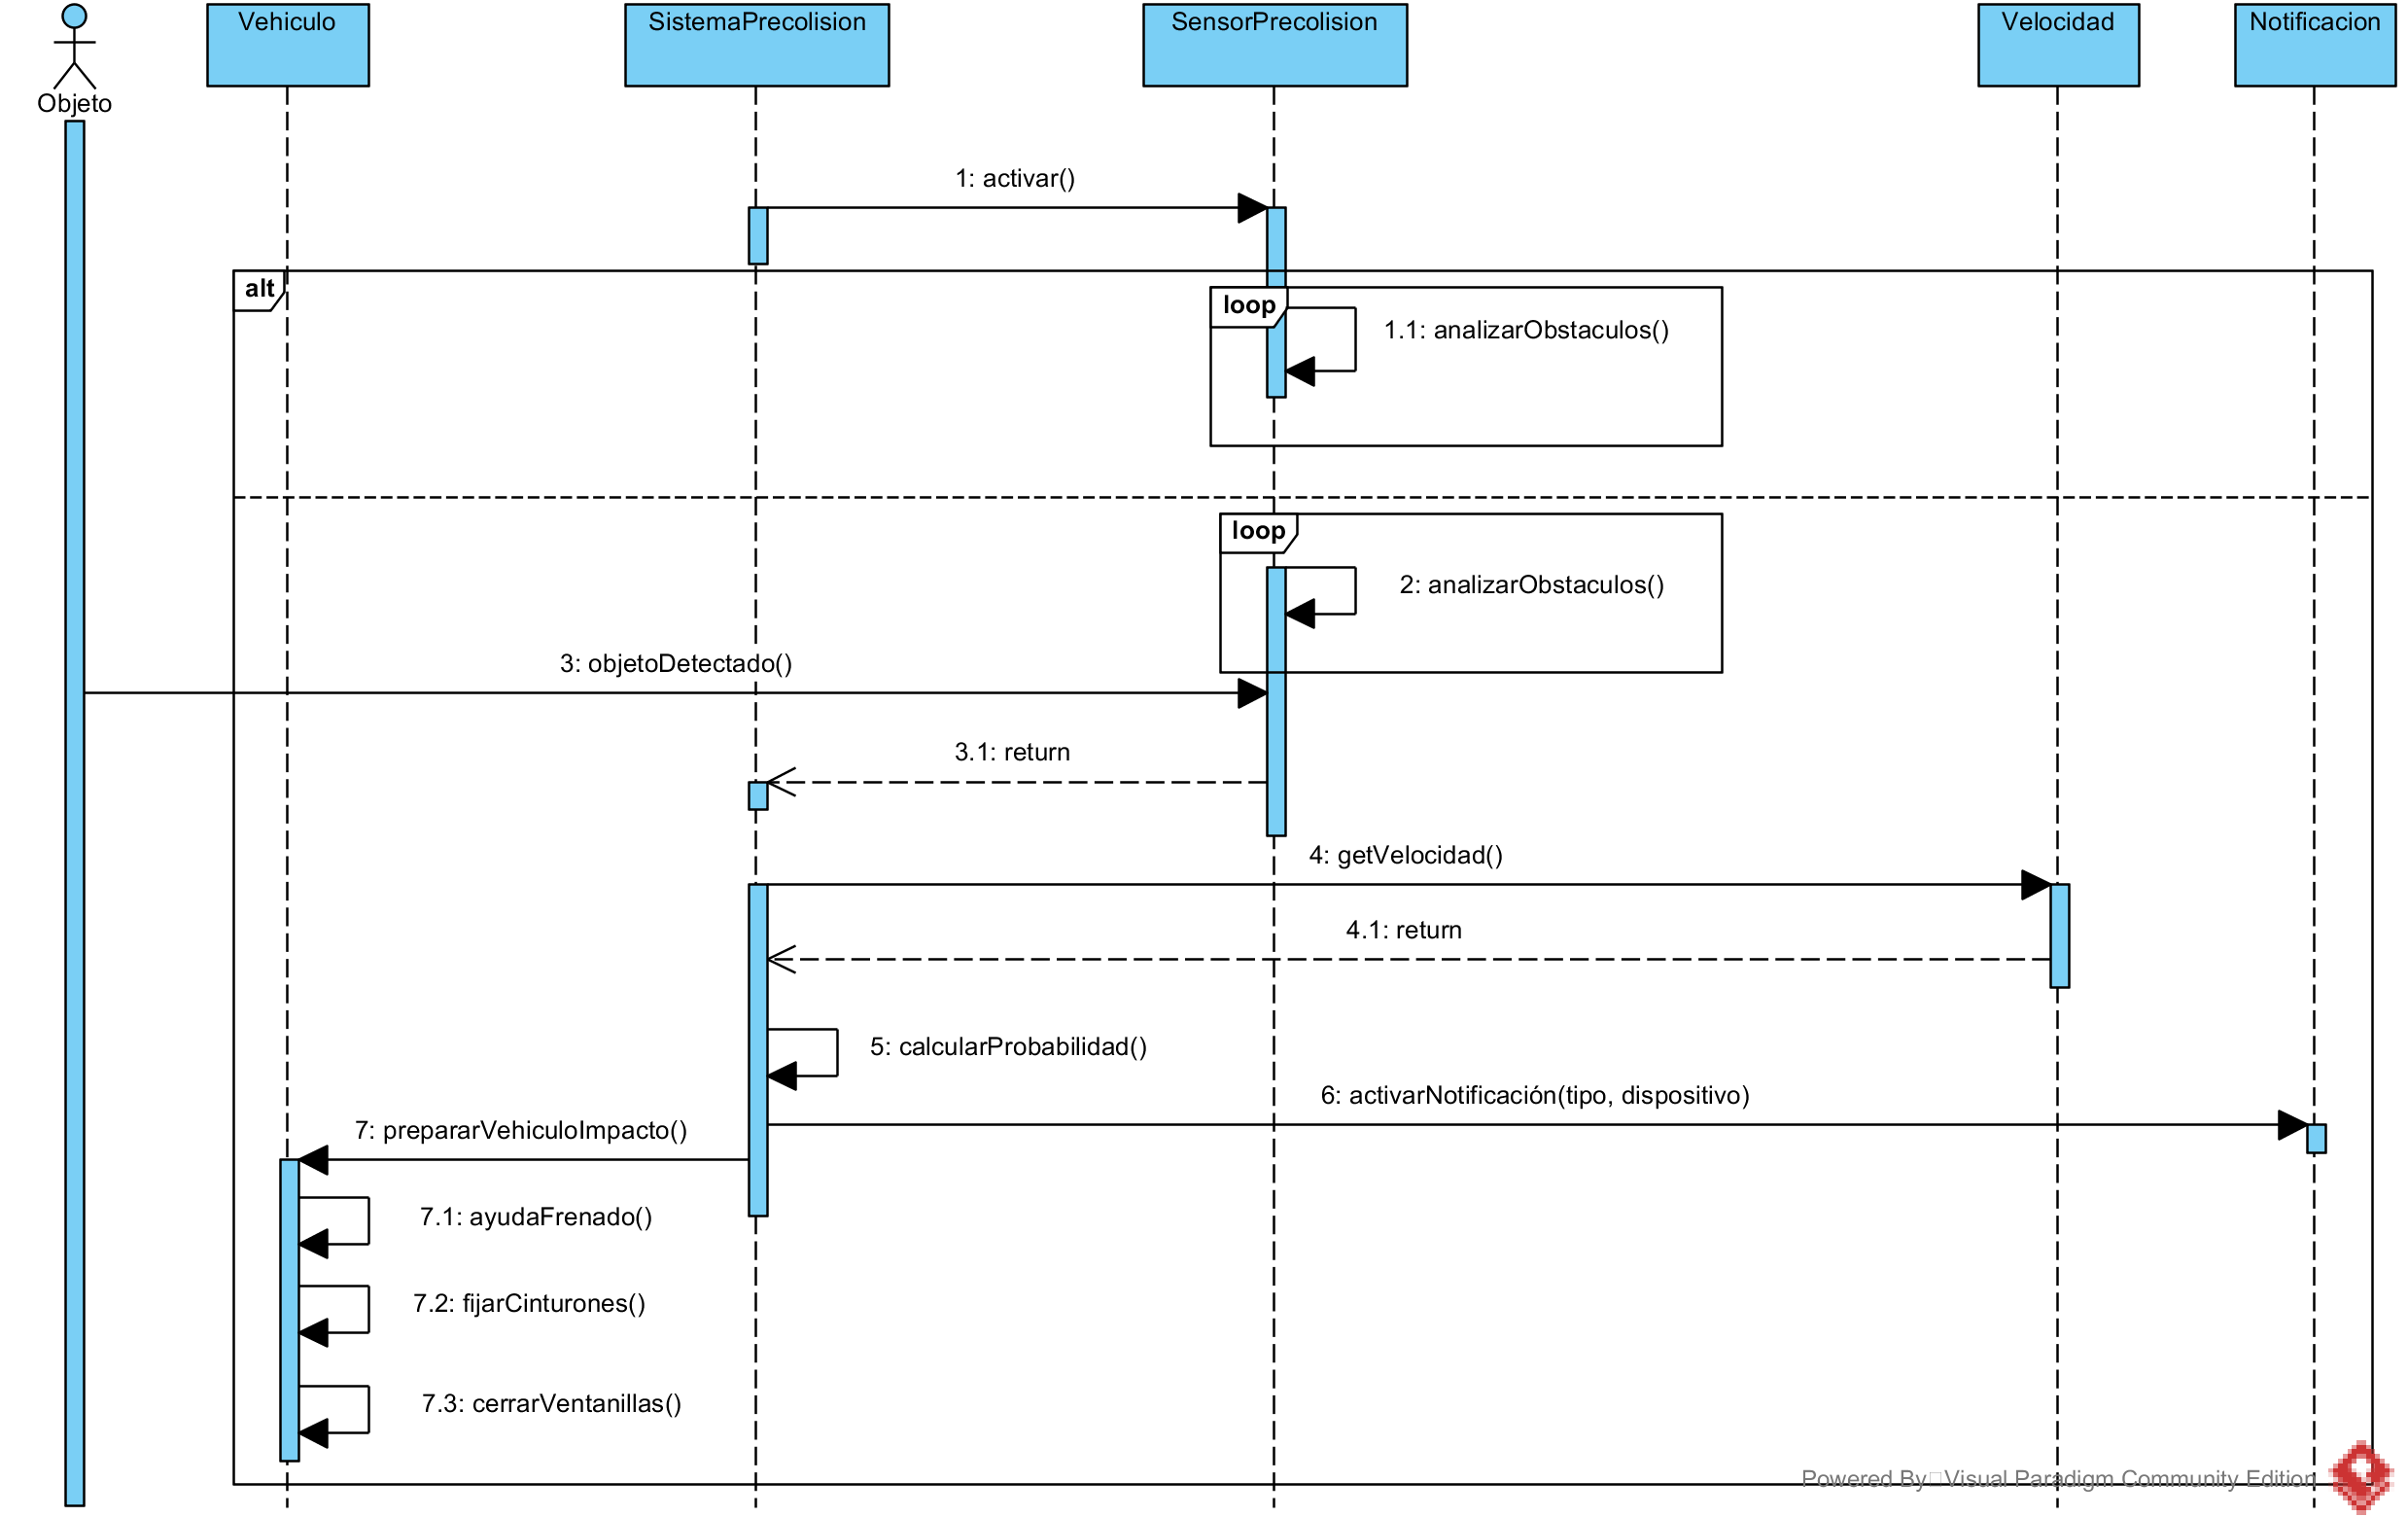 Objeto
Vehiculo
SistemaPrecolision
SensorPrecolision
Velocidad
Notificacion
1: activar()
alt
loop
1.1: analizarObstaculos()
loop
2: analizarObstaculos()
3: objetoDetectado()
3.1: return
4: getVelocidad()
4.1: return
5: calcularProbabilidad()
6: activarNotificación(tipo, dispositivo)
7: prepararVehiculoImpacto()
7.1: ayudaFrenado()
7.2: fijarCinturones()
7.3: cerrarVentanillas()
Powered By Visual Paradigm Community Edition